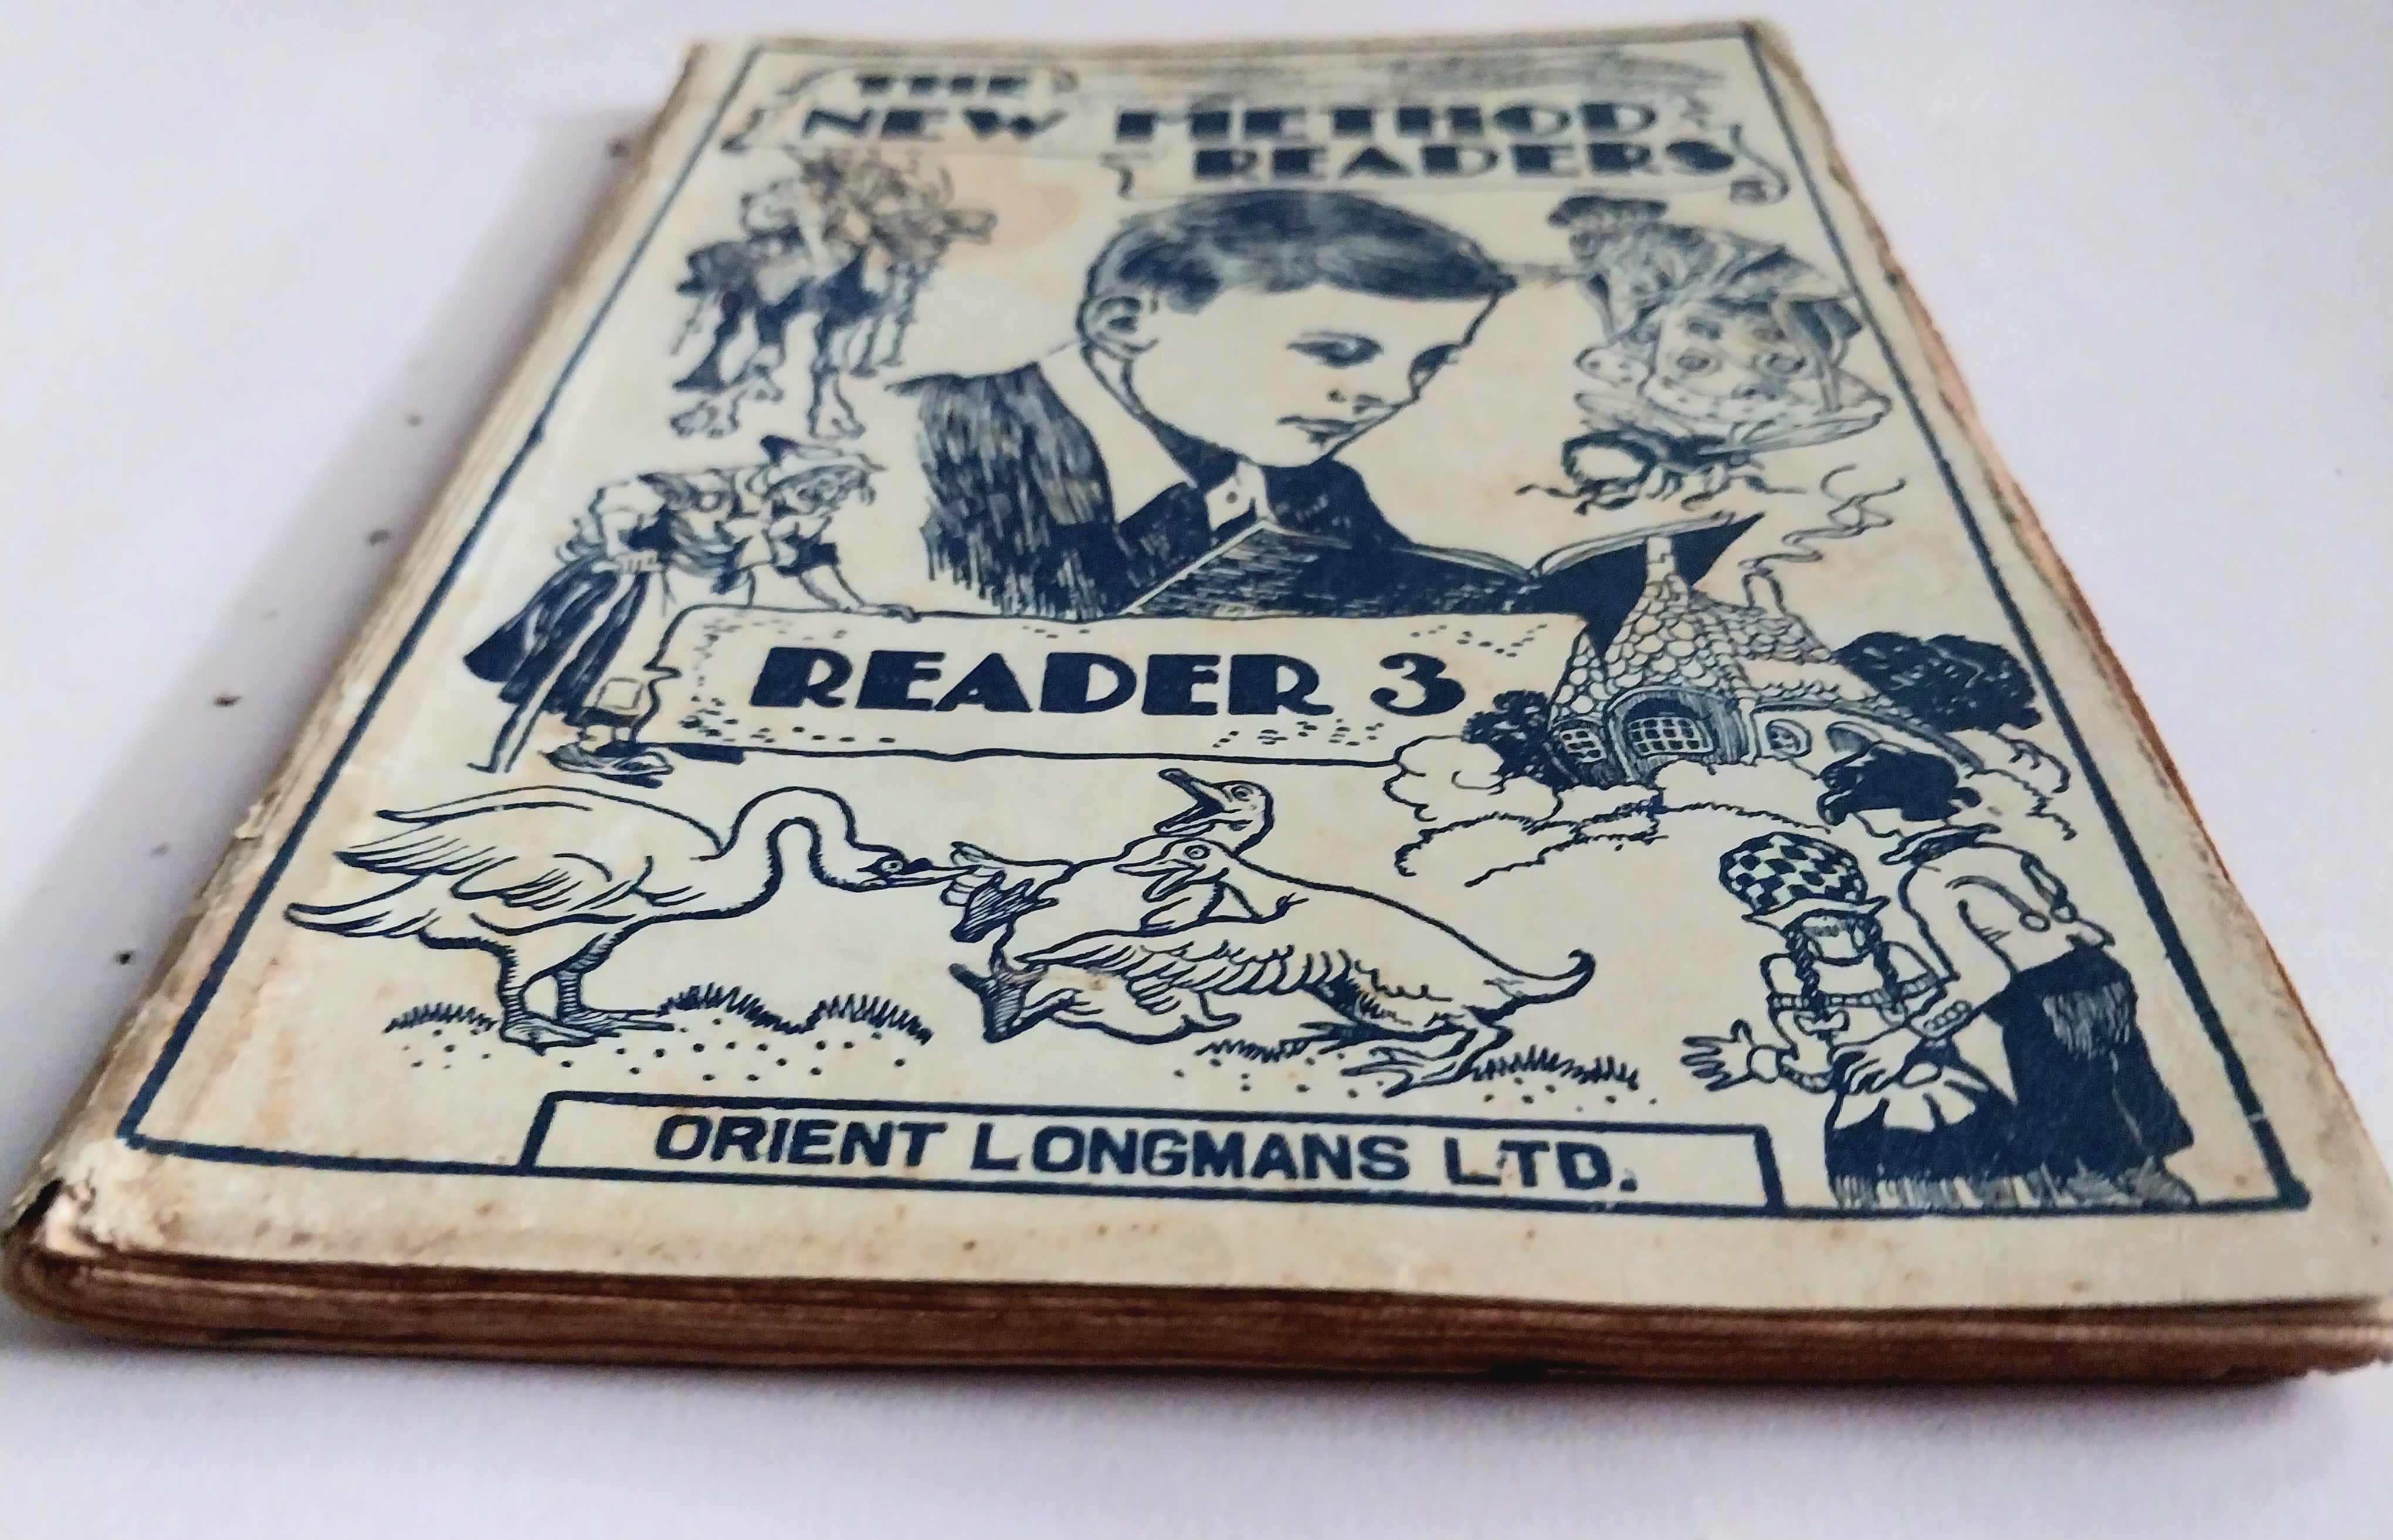 THE
NEW METHOD
READERS
READER 3
ORIENT LONGMANS LTD.